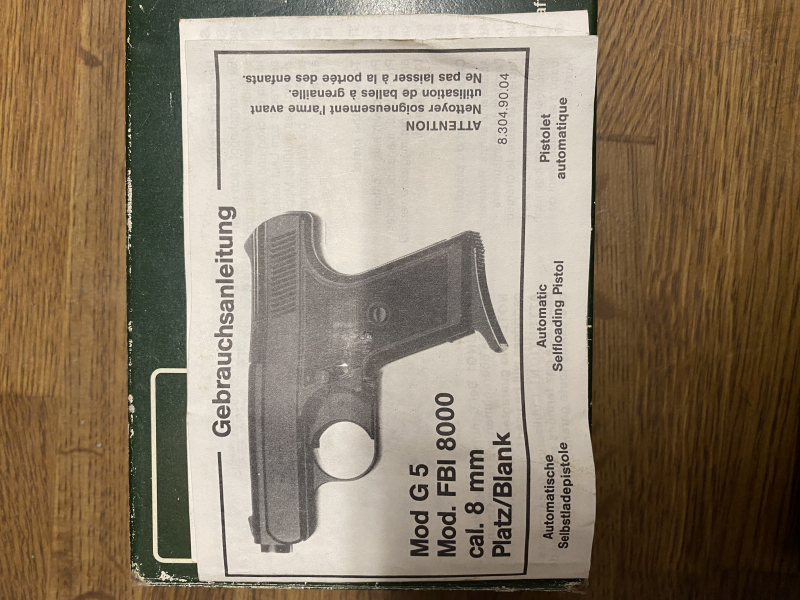 Gebrauchsanleitung
Mod G 5
Mod. FBI 8000
cal. 8 mm
Platz/Blank
ATTENTION
Nettoyer soigneusement l'arme avant
utilisation de balles à grenaille.
Ne pas laisser à la portée des enfants.
8.304.90.04
Automatische
Selbstladepistole
Automatic
Selfloading Pistol
Pistolet
automatique